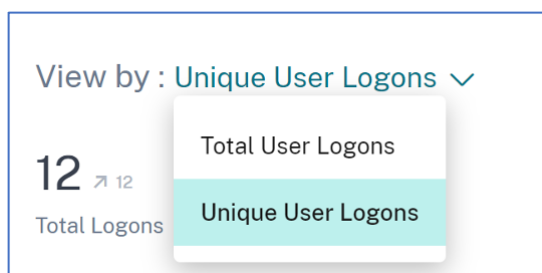 View by : Unique User Logons
Total User Logons
12 ↗ 12
Unique User Logons
Total Logons